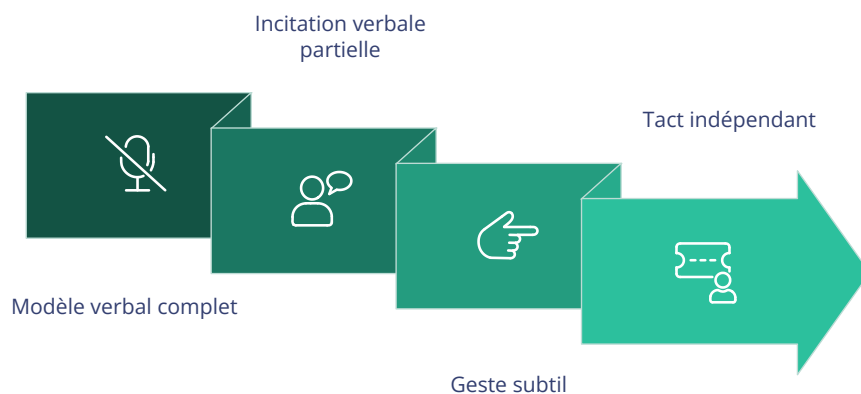 Incitation verbale
partielle
Tact indépendant
Modèle verbal complet
Geste subtil